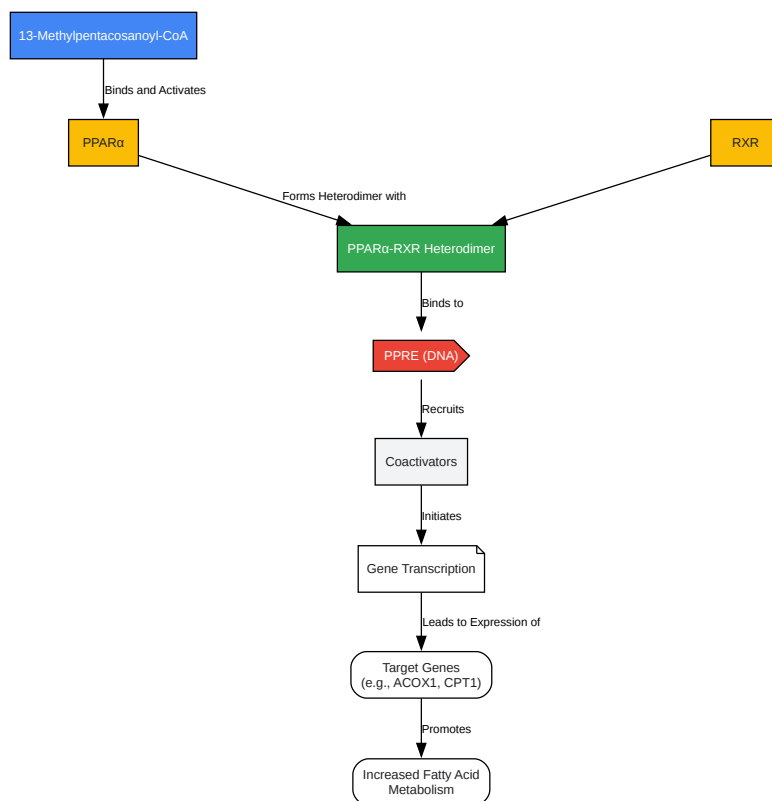 13-Methylpentacosanoyl-CoA
Binds and Activates
PPARα
RXR
Forms Heterodimer with
PPARα-RXR Heterodimer
Binds to
PPRE (DNA)
Recruits
Coactivators
Initiates
Gene Transcription
Leads to Expression of
Target Genes
(e.g., ACOX1, CPT1)
Promotes
Increased Fatty Acid
Metabolism